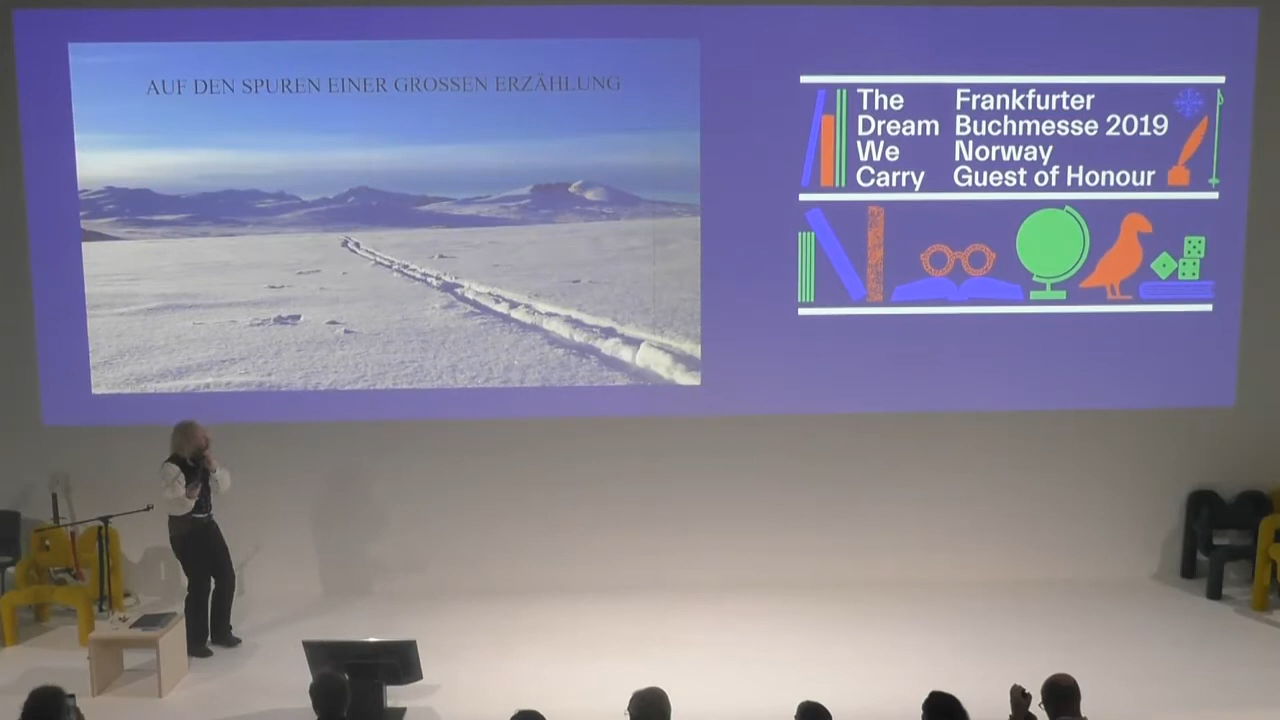 AUF DEN SPUREN EINER GROSSEN ERZÄHLUNG
The
Dream
We
Carry
Frankfurter
Buchmesse 2019
Norway
Guest of Honour